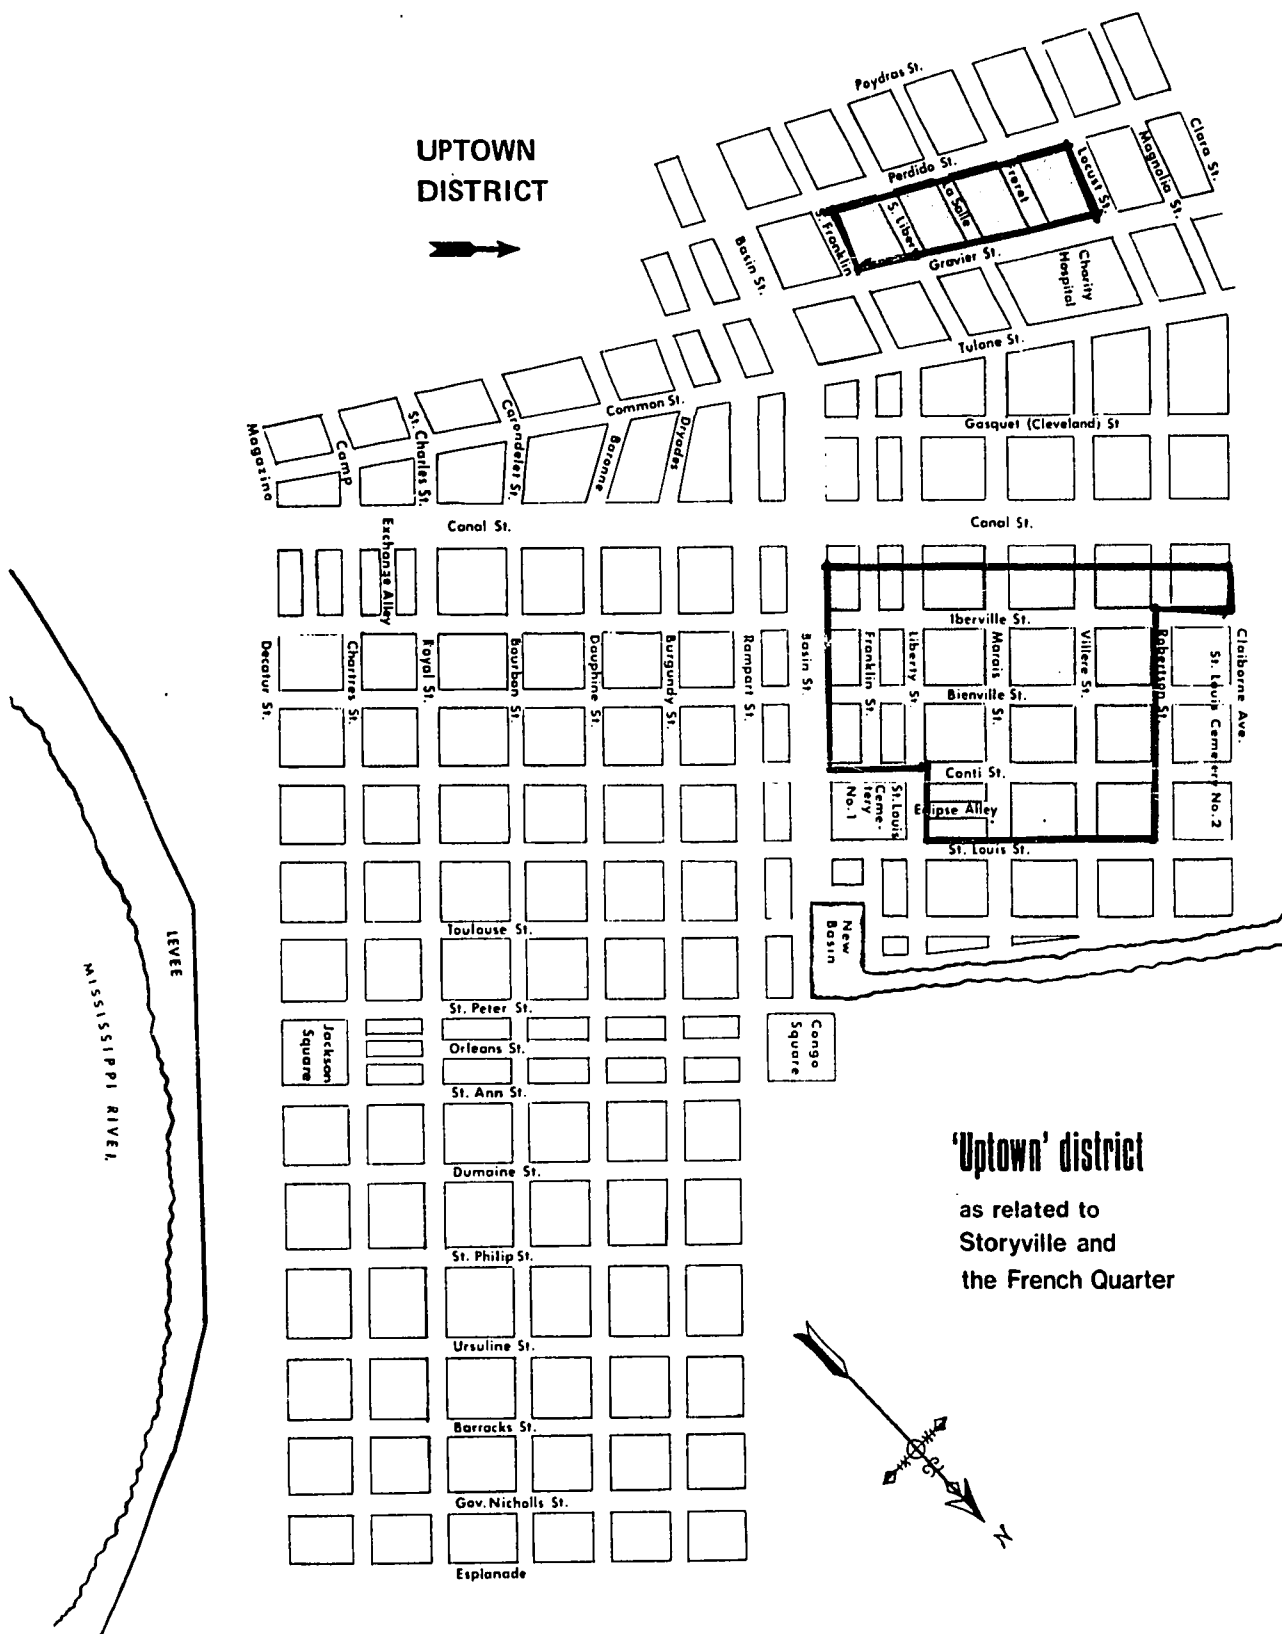 UPTOWN
DISTRICT
Poydras St.
Perdido St.
Clara St.
Magnolia St.
Locust St.
Freret
La Salle
S. Liber
S. Franklin
Basin St.
Gravier St.
Charity
Hospital
Tulane St.
Common St.
Gasquet (Cleveland) St
Magazine
Camp
St. Charles St.
Carondelet St.
Baronne
Dryades
Canal St.
Canal St.
Exchange Alley
Iberville St.
Decatur St.
Chartres St.
Royal St.
Bourbon St.
Dauphine St.
Burgundy St.
Rampart St.
Basin St.
Franklin St.
Liberty St.
Marais St.
Villere St.
Robertson St.
St. Louis Cemetery No. 2
Claiborne Ave.
Bienville St.
Conti St.
St. Louis
Ceme-
tery
No. 1
Eclipse Alley
St. Louis St.
New
Basin
Toulouse St.
LEVEE
MISSISSIPPI RIVER
St. Peter St.
Jackson
Square
Orleans St.
Congo
Square
St. Ann St.
Dumaine St.
'Uptown' district
as related to
Storyville and
the French Quarter
St. Philip St.
Ursuline St.
Barracks St.
Gov. Nicholls St.
Esplanade
N